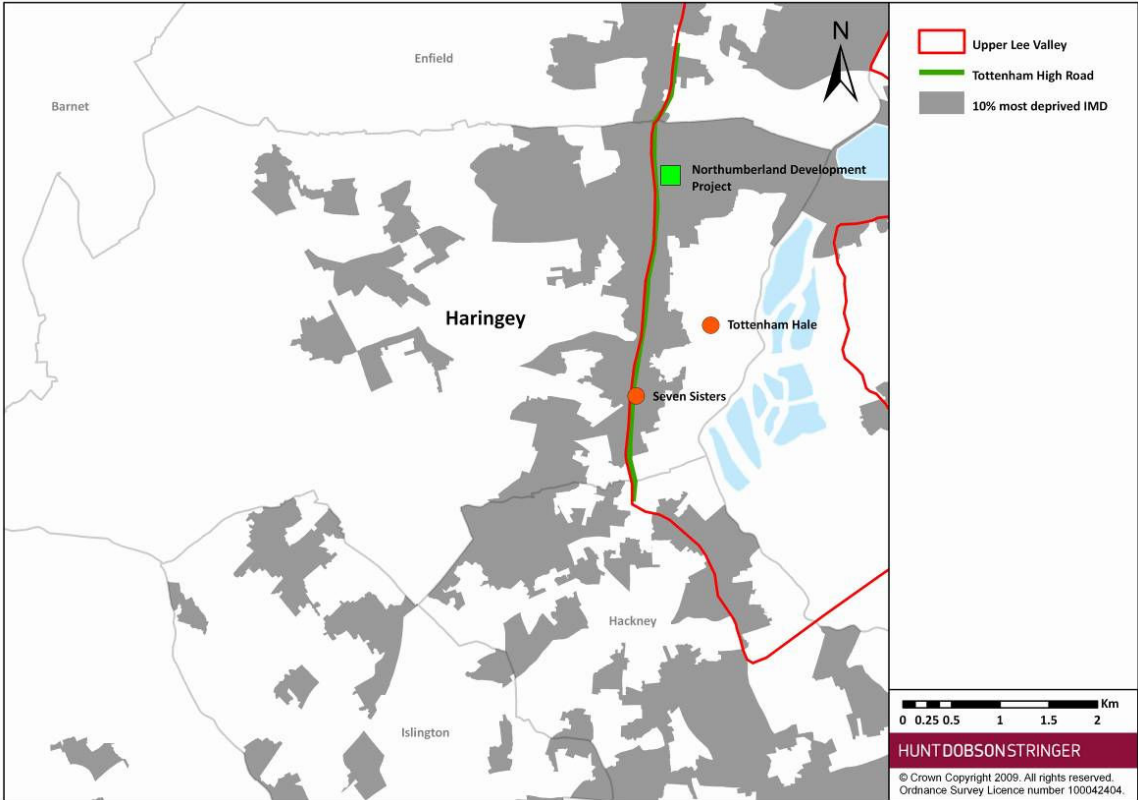 Enfield
Barnet
N
Northumberland Development
Project
Haringey
Tottenham Hale
Seven Sisters
Hackney
Islington
Upper Lee Valley
Tottenham High Road
10% most deprived IMD
Km
0 0.25 0.5 1 1.5 2
HUNTDOBSONSTRINGER
© Crown Copyright 2009. All rights reserved.
Ordnance Survey Licence number 100042404.